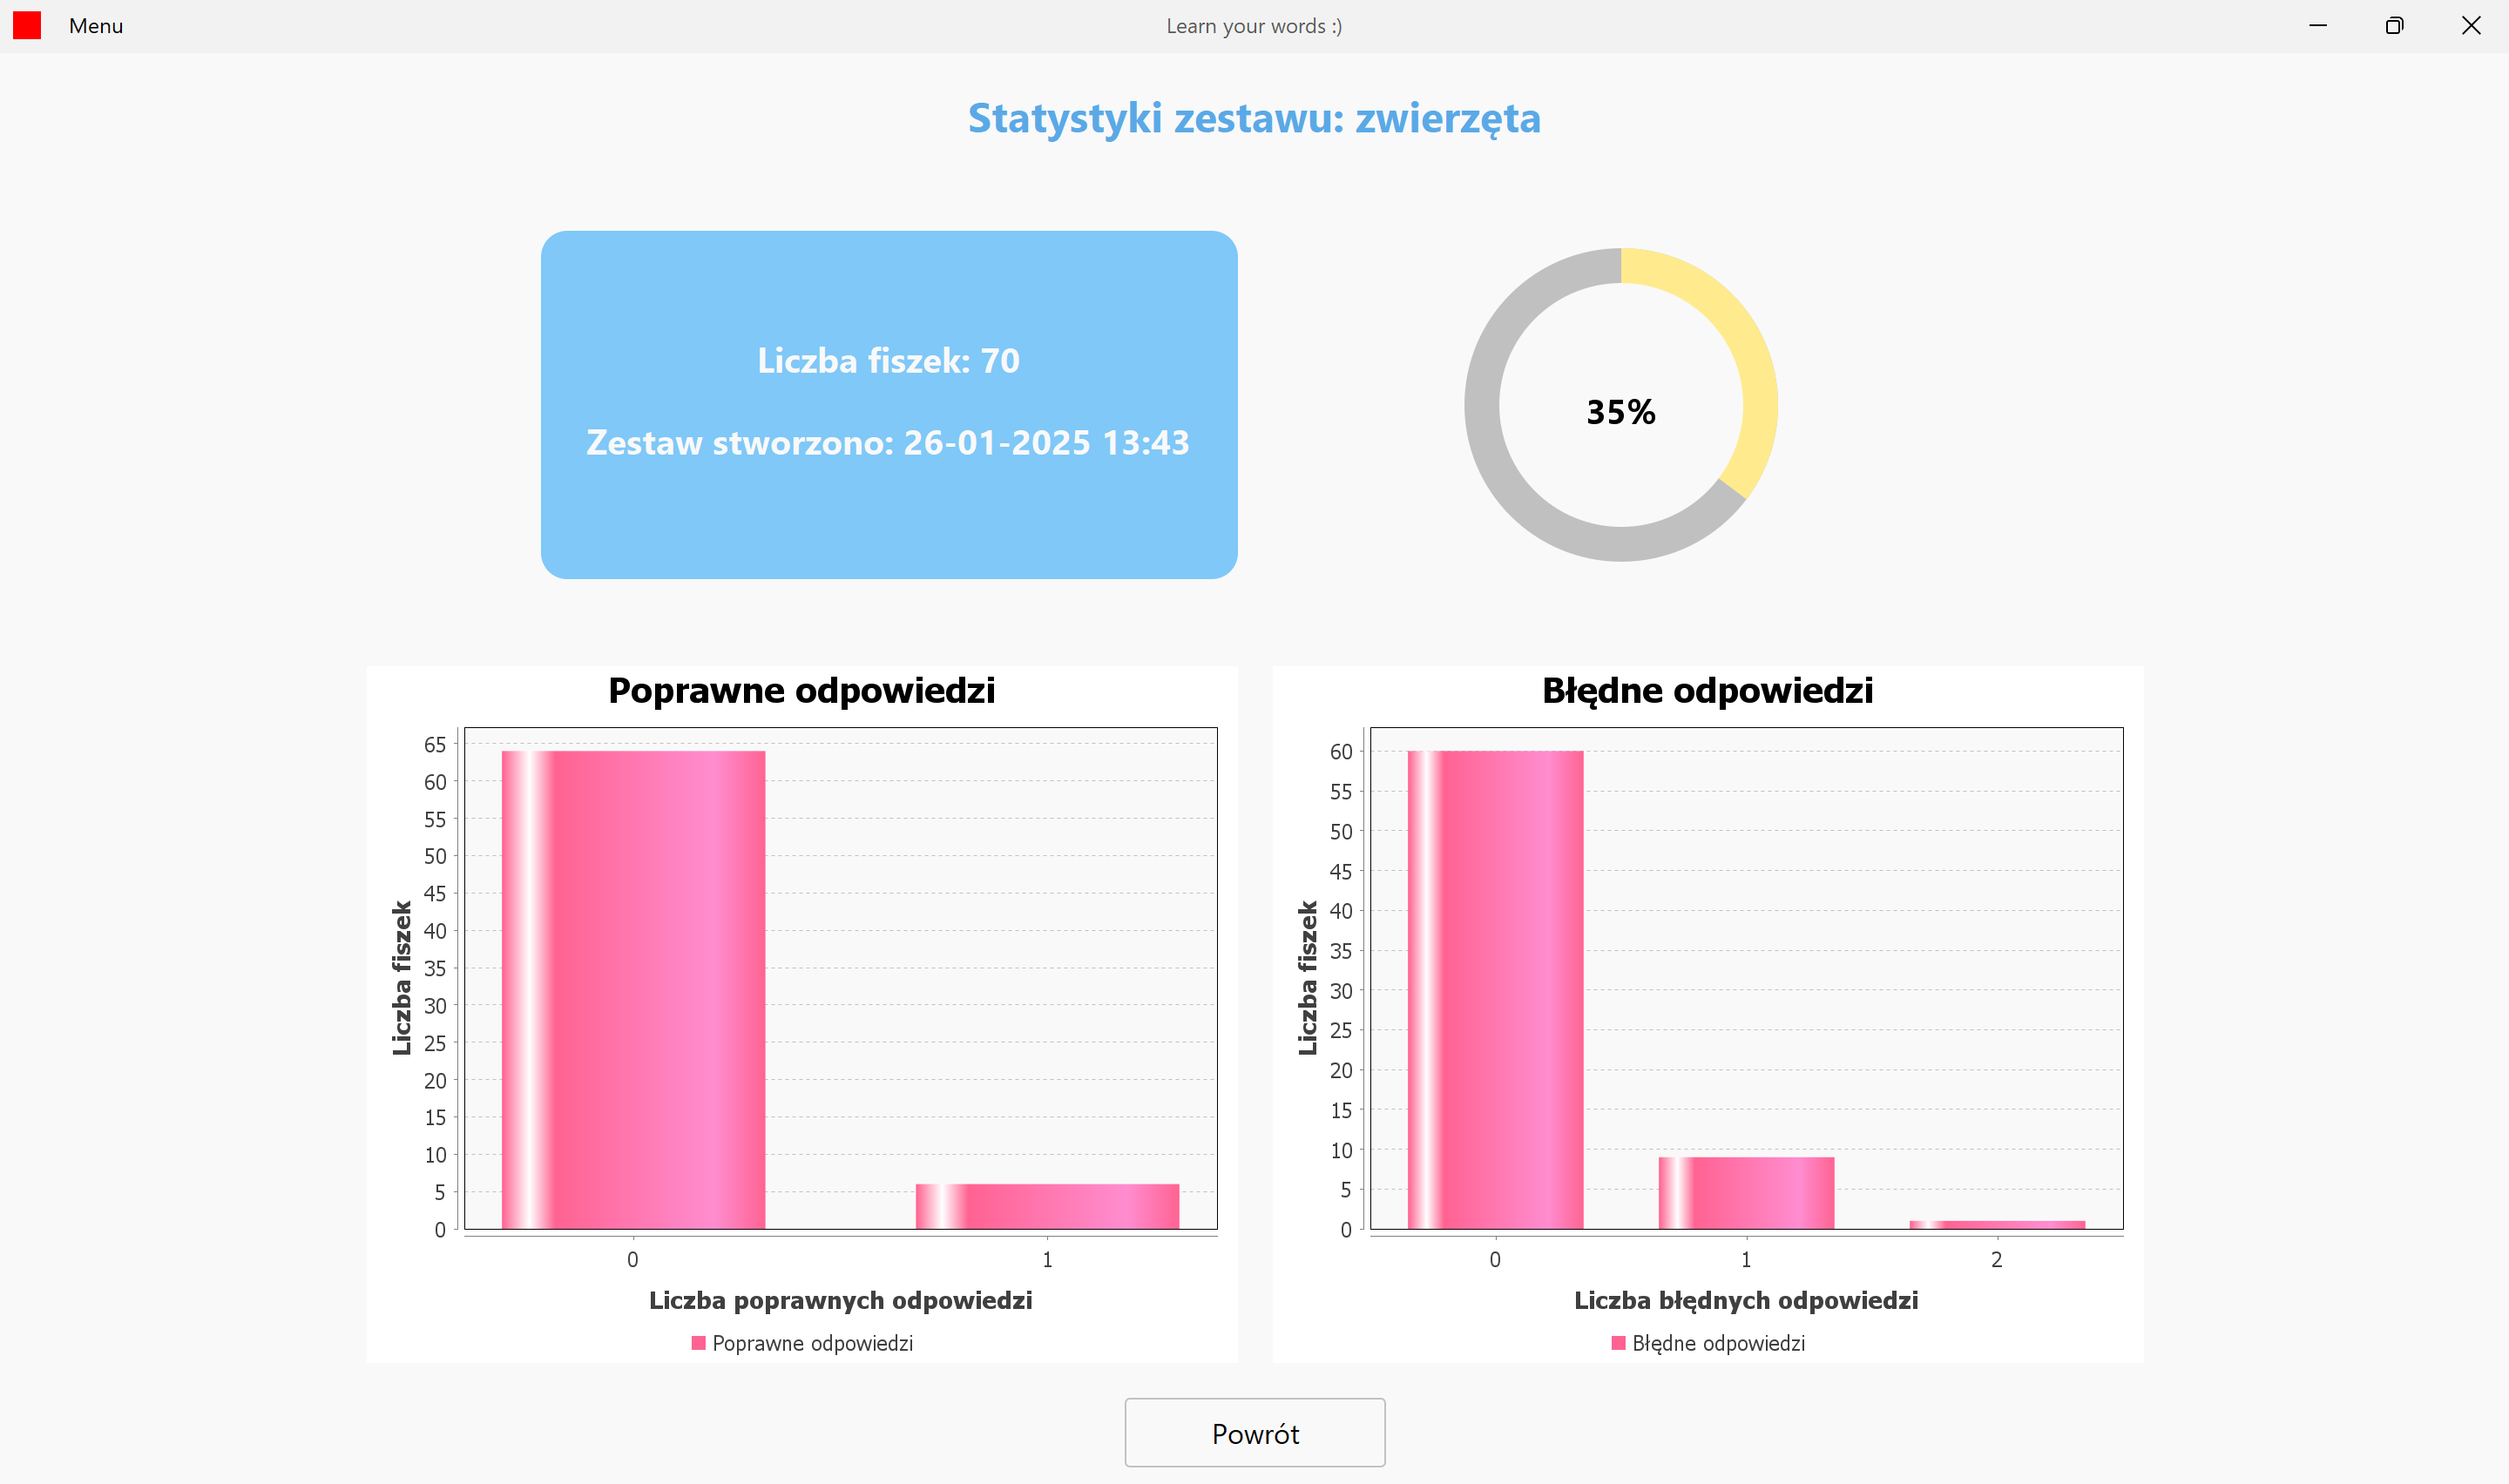 Menu
Learn your words :)
Statystyki zestawu: zwierzęta
Liczba fiszek: 70
Zestaw stworzono: 26-01-2025 13:43
35%
Poprawne odpowiedzi
Liczba fiszek
65
60
55
50
45
40
35
30
25
20
15
10
5
0
0 1
Liczba poprawnych odpowiedzi
Poprawne odpowiedzi
Błędne odpowiedzi
Liczba fiszek
60
55
50
45
40
35
30
25
20
15
10
5
0
0 1 2
Liczba błędnych odpowiedzi
Błędne odpowiedzi
Powrót